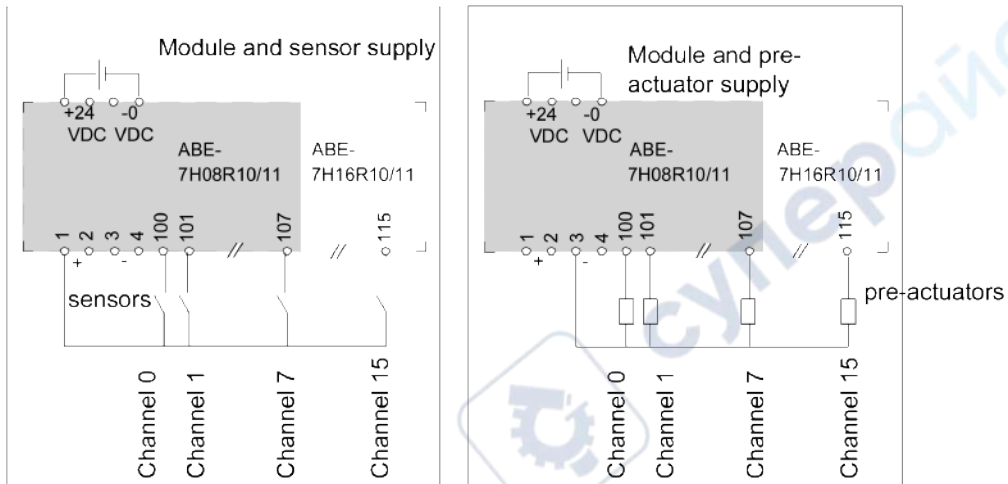 Module and sensor supply
+24 VDC
-0 VDC
ABE-
7H08R10/11
ABE-
7H16R10/11
1
2
3
4
100
101
107
115
+
-
sensors
Channel 0
Channel 1
Channel 7
Channel 15
Module and pre-
actuator supply
+24 VDC
-0 VDC
ABE-
7H08R10/11
ABE-
7H16R10/11
1
2
3
4
100
101
107
115
+
-
pre-actuators
Channel 0
Channel 1
Channel 7
Channel 15
суперайс